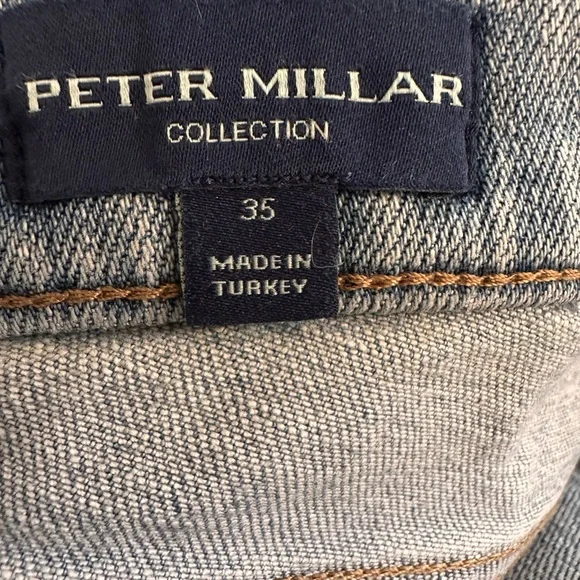 PETER MILLAR
COLLECTION
35
MADE IN
TURKEY